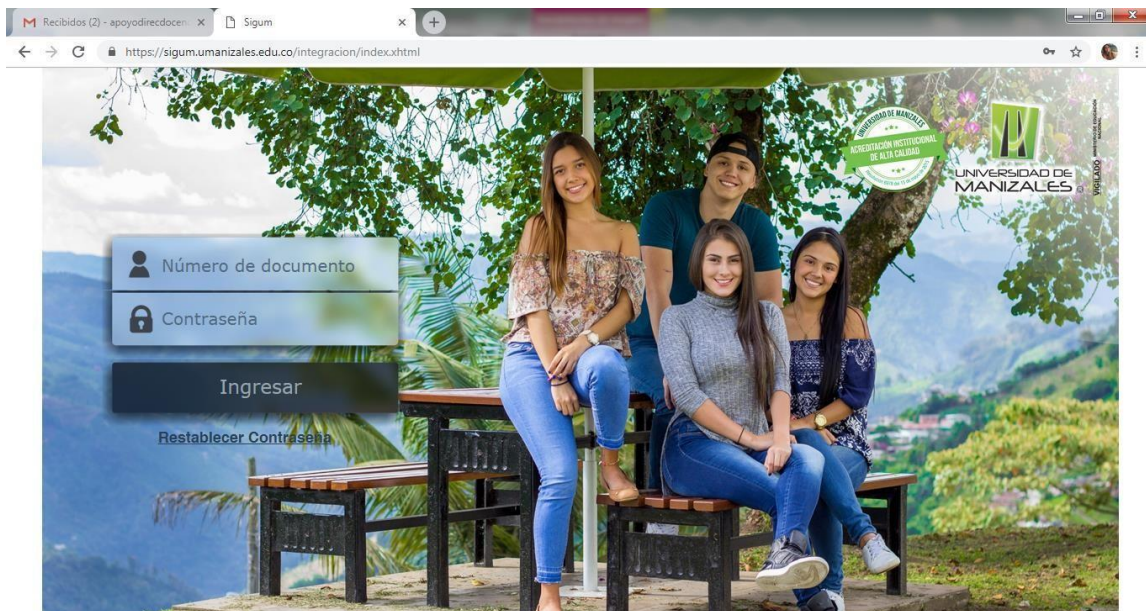 Recibidos (2) - apoyodirecdocen
Sigum
https://sigum.umanizales.edu.co/integracion/index.xhtml
UNIVERSIDAD DE MANIZALES
ACREDITACIÓN INSTITUCIONAL
DE ALTA CALIDAD
UNIVERSIDAD DE
MANIZALES
VIGILADO
Número de documento
Contraseña
Ingresar
Restablecer Contraseña